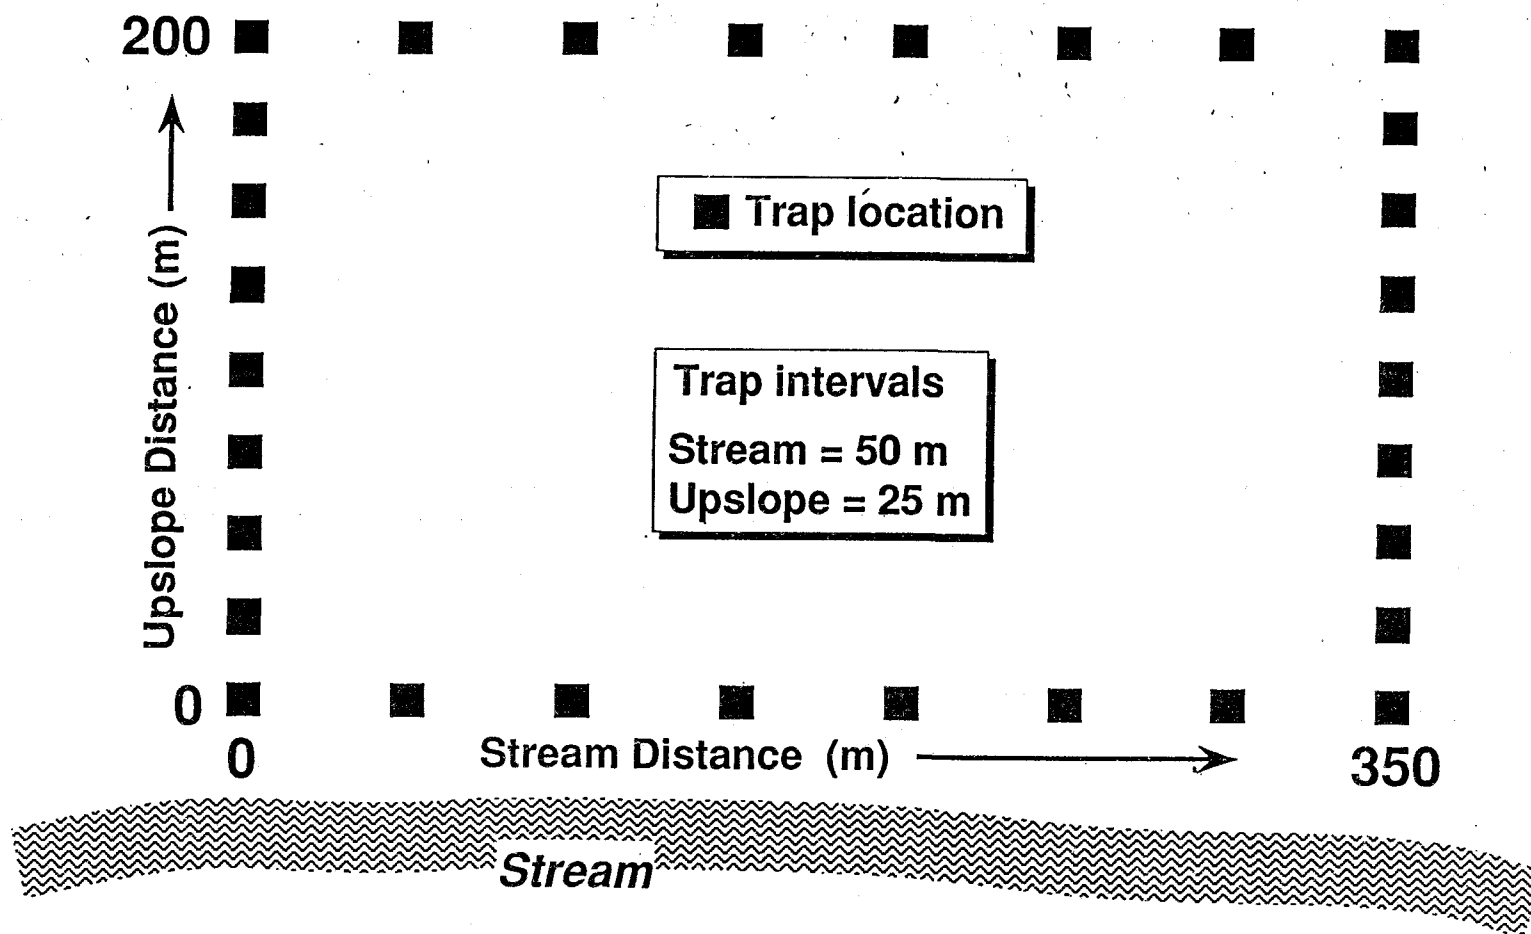 200
Upslope Distance (m)
Trap location
Trap intervals
Stream = 50 m
Upslope = 25 m
0
0
Stream Distance (m)
350
Stream